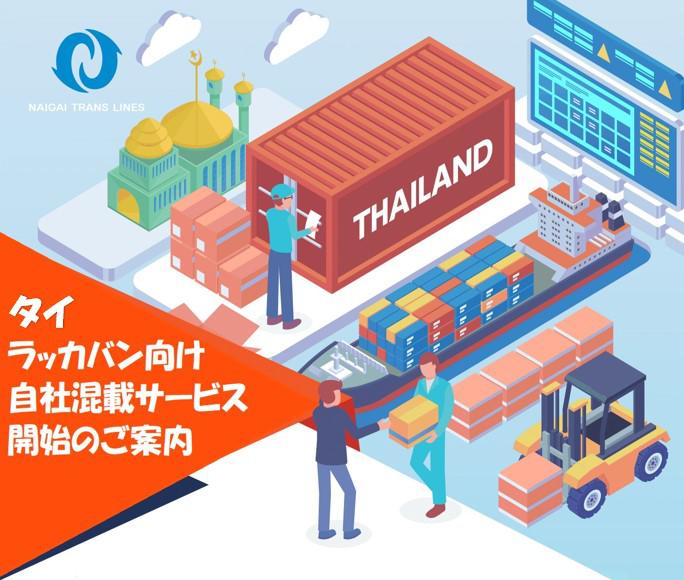 NAIGAI TRANS LINES
THAILAND
タイ
ラッカバン向け
自社混載サービス
開始のご案内